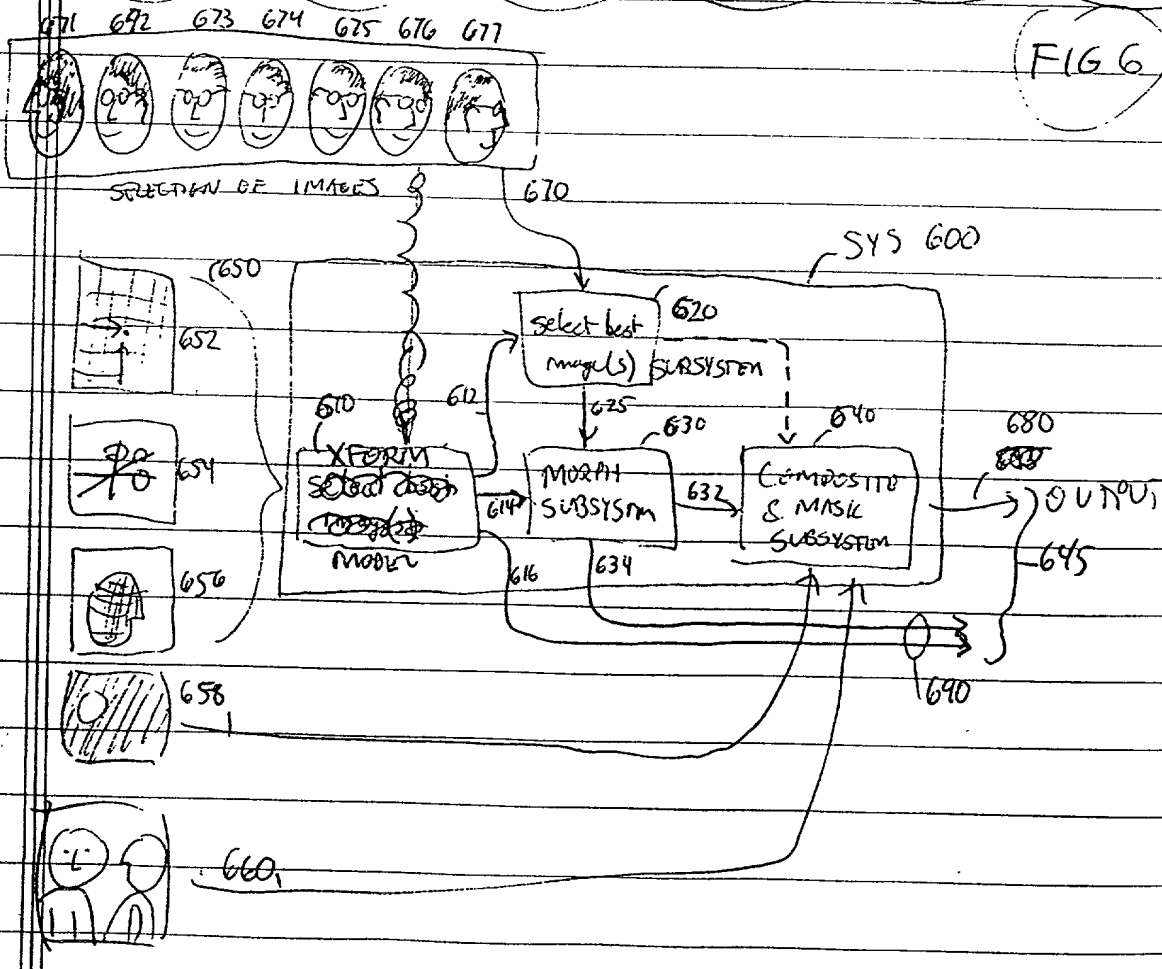 671 692 673 674 675 676 677
FIG 6
SELECTION OF IMAGES
670
SYS 600
650
652
620
select best
image(s) SUBSYSTEM
612
625
610
630
640
680
654
XFORM
MODEL
614
MORPH
SUBSYSTEM
632
COMPOSITE
& MASK
SUBSYSTEM
OUTPUT
645
656
616
634
690
658
660